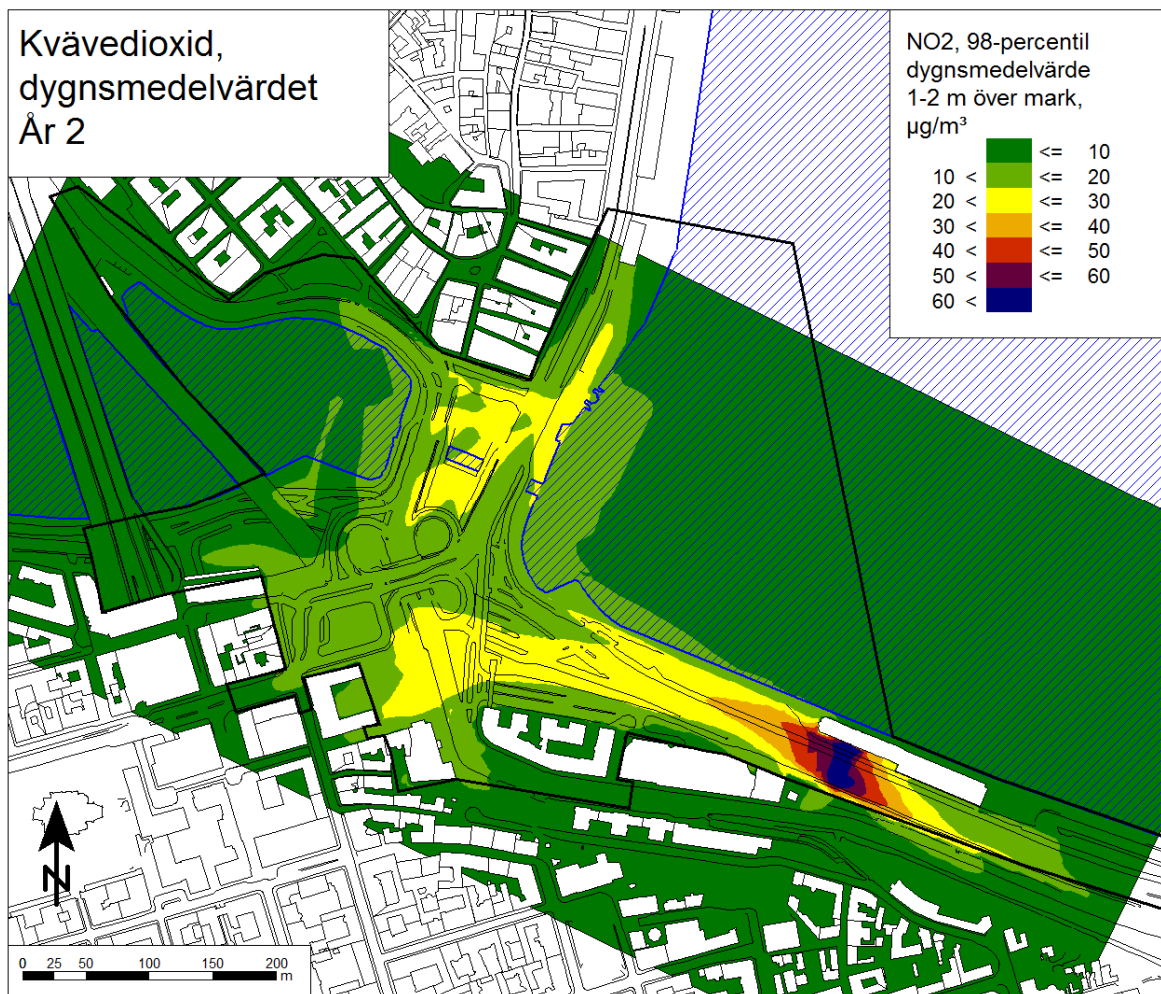 Kvävedioxid,
dygnsmedelvärdet
År 2
NO2, 98-percentil
dygnsmedelvärde
1-2 m över mark,
µg/m³
<= 10
10 < <= 20
20 < <= 30
30 < <= 40
40 < <= 50
50 < <= 60
60 <
N
0 25 50 100 150 200
m